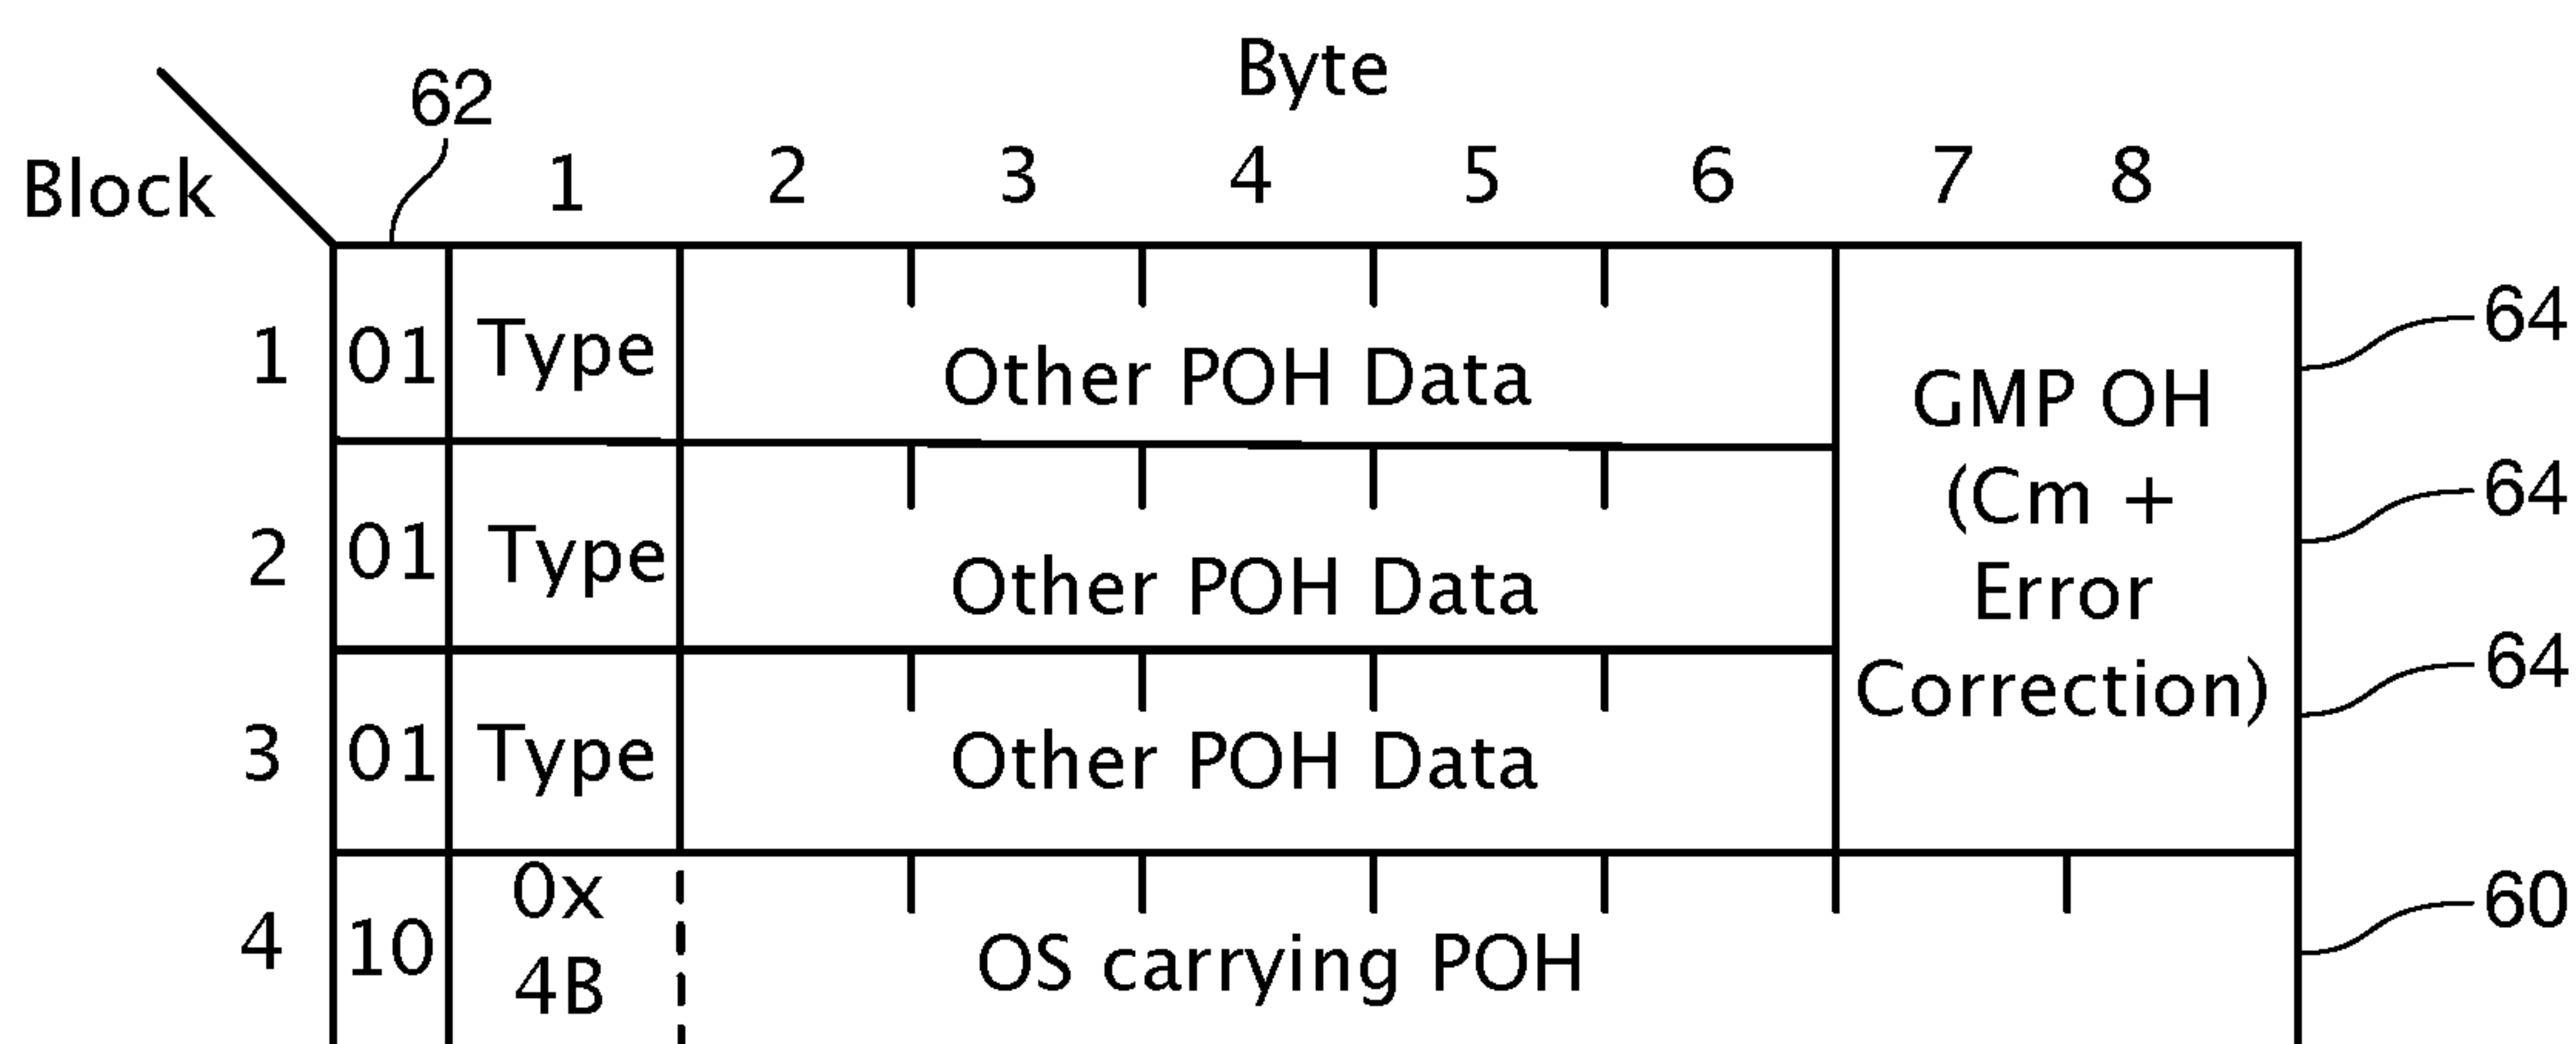 Byte
62
Block 1 2 3 4 5 6 7 8
1 01 Type Other POH Data 64
GMP OH
(Cm +
Error
Correction)
2 01 Type Other POH Data 64
3 01 Type Other POH Data 64
4 10 0x
4B
OS carrying POH 60